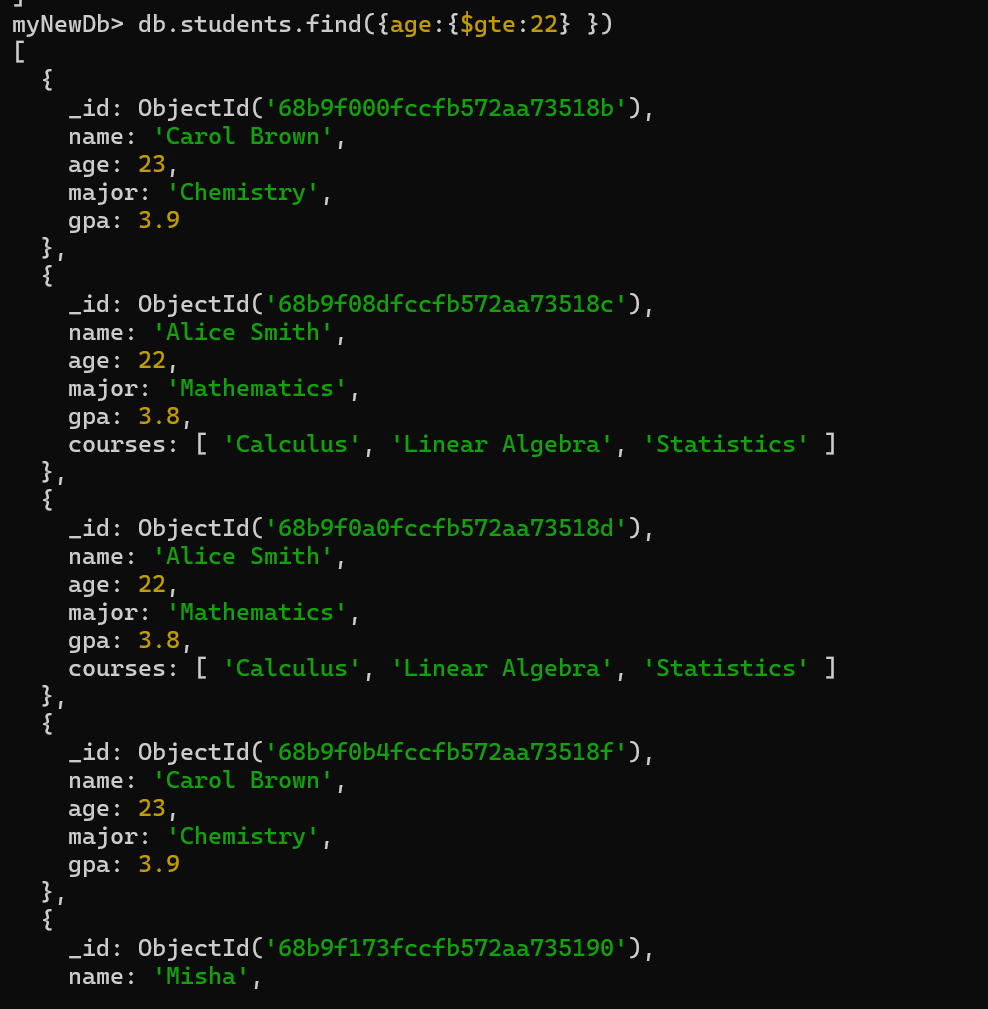 ]
myNewDb> db.students.find({age:{$gte:22} })
[
  {
    _id: ObjectId('68b9f000fccfb572aa73518b'),
    name: 'Carol Brown',
    age: 23,
    major: 'Chemistry',
    gpa: 3.9
  },
  {
    _id: ObjectId('68b9f08dfccfb572aa73518c'),
    name: 'Alice Smith',
    age: 22,
    major: 'Mathematics',
    gpa: 3.8,
    courses: [ 'Calculus', 'Linear Algebra', 'Statistics' ]
  },
  {
    _id: ObjectId('68b9f0a0fccfb572aa73518d'),
    name: 'Alice Smith',
    age: 22,
    major: 'Mathematics',
    gpa: 3.8,
    courses: [ 'Calculus', 'Linear Algebra', 'Statistics' ]
  },
  {
    _id: ObjectId('68b9f0b4fccfb572aa73518f'),
    name: 'Carol Brown',
    age: 23,
    major: 'Chemistry',
    gpa: 3.9
  },
  {
    _id: ObjectId('68b9f173fccfb572aa735190'),
    name: 'Misha',